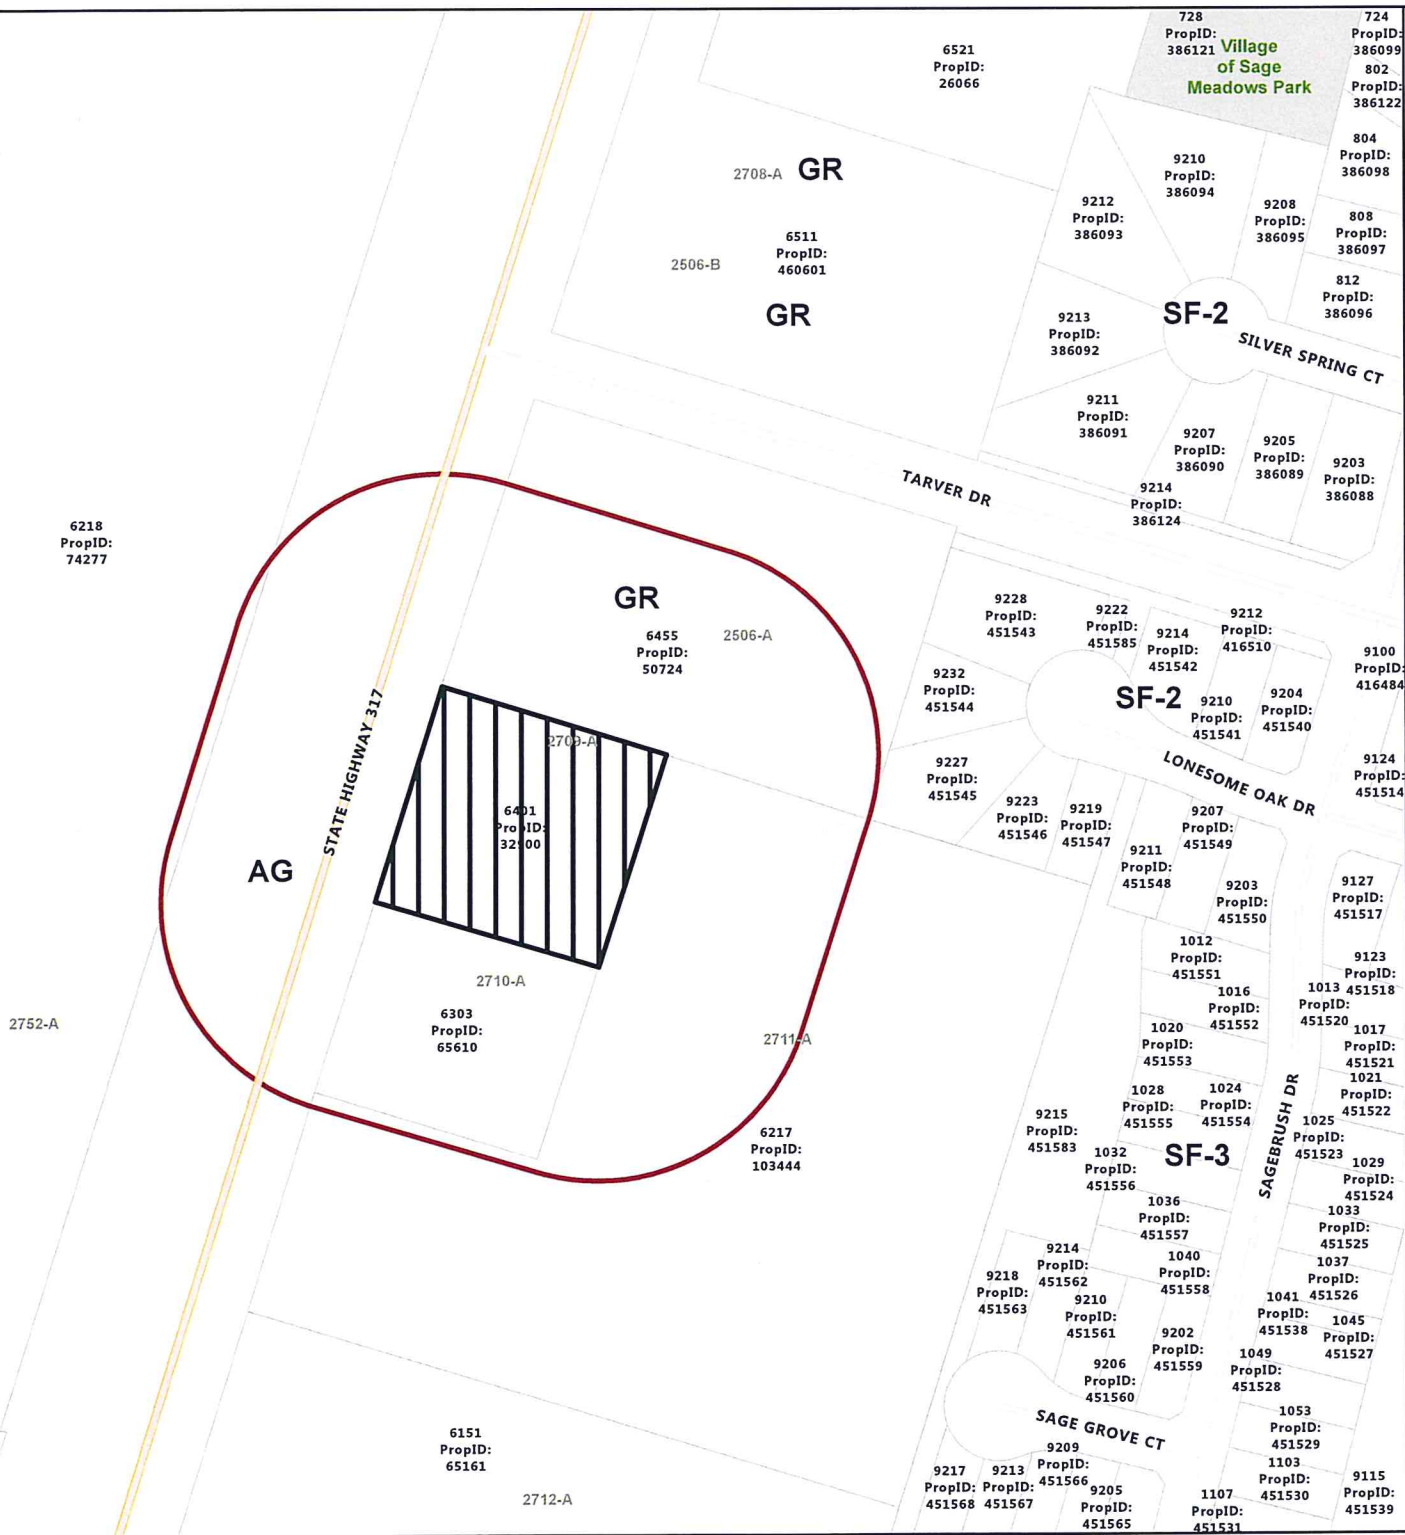 728
PropID:
386121
Village
of Sage
Meadows Park
724
PropID:
386099
802
PropID:
386122
6521
PropID:
26066
804
PropID:
386098
2708-A
GR
9210
PropID:
386094
9212
PropID:
386093
9208
PropID:
386095
808
PropID:
386097
6511
PropID:
460601
2506-B
812
PropID:
386096
GR
SF-2
9213
PropID:
386092
SILVER SPRING CT
9211
PropID:
386091
9207
PropID:
386090
9205
PropID:
386089
9203
PropID:
386088
TARVER DR
9214
PropID:
386124
6218
PropID:
74277
GR
6455
PropID:
50724
2506-A
9228
PropID:
451543
9222
PropID:
451585
9214
PropID:
451542
9212
PropID:
416510
9100
PropID:
416484
9232
PropID:
451544
SF-2
9210
PropID:
451541
9204
PropID:
451540
STATE HIGHWAY 317
2709-A
9227
PropID:
451545
LONESOME OAK DR
9124
PropID:
451514
6401
PropID:
32900
9223
PropID:
451546
9219
PropID:
451547
9207
PropID:
451549
9211
PropID:
451548
AG
9203
PropID:
451550
9127
PropID:
451517
1012
PropID:
451551
9123
PropID:
451518
2710-A
1016
PropID:
451552
1013
PropID:
451520
6303
PropID:
65610
2752-A
2711-A
1020
PropID:
451553
1017
PropID:
451521
1021
PropID:
451522
1028
PropID:
451555
1024
PropID:
451554
SAGEBRUSH DR
9215
PropID:
451583
6217
PropID:
103444
1025
PropID:
451523
SF-3
1032
PropID:
451556
1029
PropID:
451524
1036
PropID:
451557
1033
PropID:
451525
9214
PropID:
451562
1040
PropID:
451558
1037
PropID:
451526
9218
PropID:
451563
9210
PropID:
451561
1041
PropID:
451538
1045
PropID:
451527
9202
PropID:
451559
9206
PropID:
451560
1049
PropID:
451528
SAGE GROVE CT
1053
PropID:
451529
6151
PropID:
65161
9209
PropID:
451566
1103
PropID:
451530
9217
PropID:
451568
9213
PropID:
451567
9205
PropID:
451565
9115
PropID:
451539
2712-A
1107
PropID:
451531